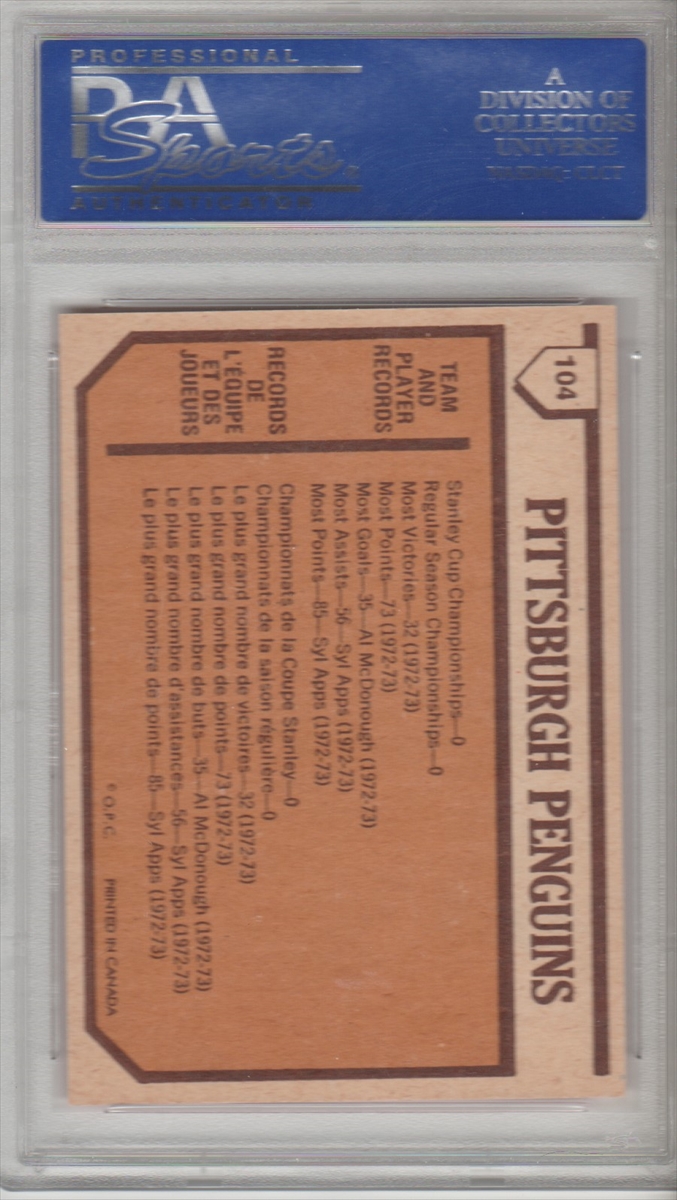 PROFESSIONAL
PSA
Sports
AUTHENTICATOR
A
DIVISION OF
COLLECTORS
UNIVERSE
NASDAQ: CLCT
104
PITTSBURGH PENGUINS
TEAM
AND
PLAYER
RECORDS
Stanley Cup Championships—0
Regular Season Championships—0
Most Victories—32 (1972-73)
Most Points—73 (1972-73)
Most Goals—35—Al McDonough (1972-73)
Most Assists—56—Syl Apps (1972-73)
Most Points—85—Syl Apps (1972-73)
RECORDS
DE
L'ÉQUIPE
ET DES
JOUEURS
Championnats de la Coupe Stanley—0
Championnats de la saison régulière—0
Le plus grand nombre de victoires—32 (1972-73)
Le plus grand nombre de points—73 (1972-73)
Le plus grand nombre de buts—35—Al McDonough (1972-73)
Le plus grand nombre d'assistances—56—Syl Apps (1972-73)
Le plus grand nombre de points—85—Syl Apps (1972-73)
© O.P.C. PRINTED IN CANADA